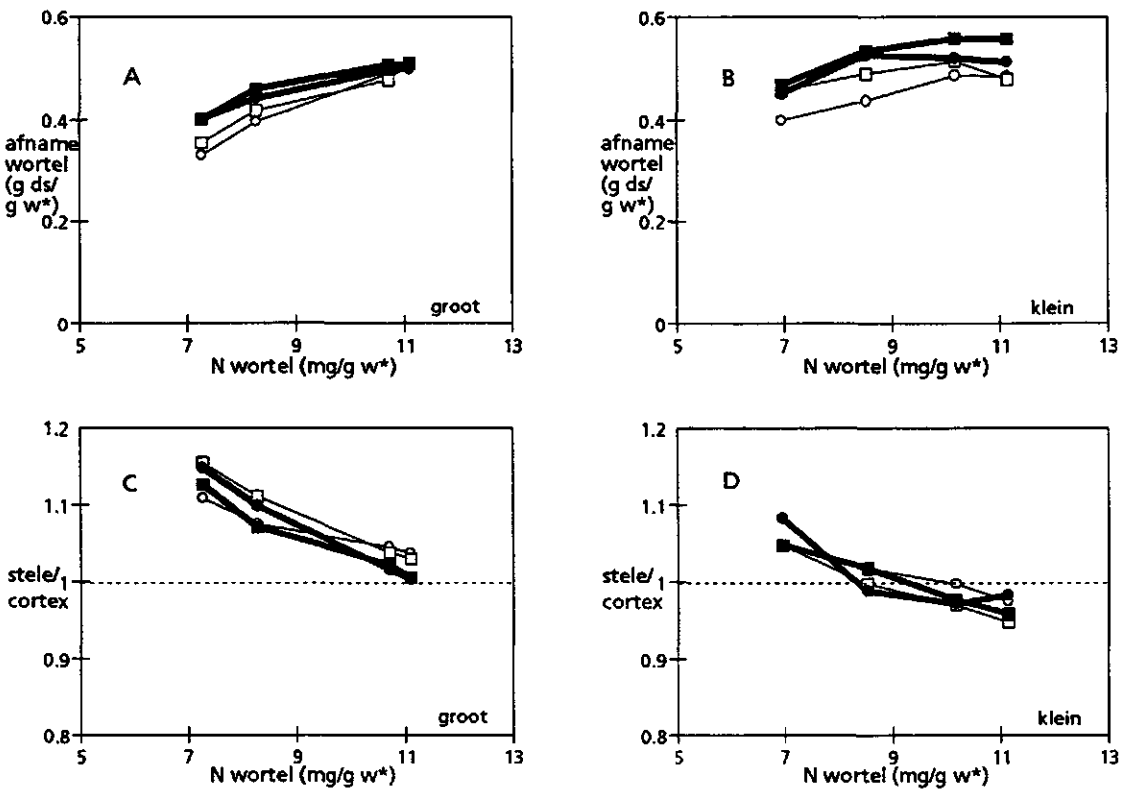 0.6
A
0.4
afname
wortel
(g ds/
g w*)
0.2
groot
0
5 7 9 11 13
N wortel (mg/g w*)
0.6
B
0.4
afname
wortel
(g ds/
g w*)
0.2
klein
0
5 7 9 11 13
N wortel (mg/g w*)
1.2
C
1.1
stele/ 1
cortex
0.9
groot
0.8
5 7 9 11 13
N wortel (mg/g w*)
1.2
D
1.1
stele/ 1
cortex
0.9
klein
0.8
5 7 9 11 13
N wortel (mg/g w*)